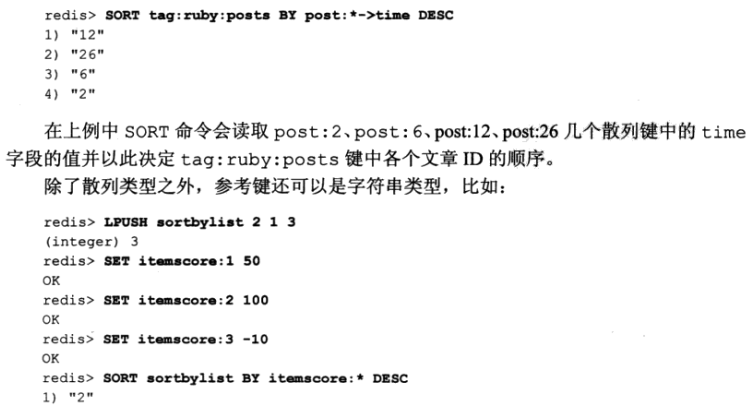 redis> SORT tag:ruby:posts BY post:*->time DESC
1) "12"
2) "26"
3) "6"
4) "2"
在上例中 SORT 命令会读取 post:2、post:6、post:12、post:26 几个散列键中的 time
字段的值并以此决定 tag:ruby:posts 键中各个文章 ID 的顺序。
除了散列类型之外，参考键还可以是字符串类型，比如：
redis> LPUSH sortbylist 2 1 3
(integer) 3
redis> SET itemscore:1 50
OK
redis> SET itemscore:2 100
OK
redis> SET itemscore:3 -10
OK
redis> SORT sortbylist BY itemscore:* DESC
1) "2"